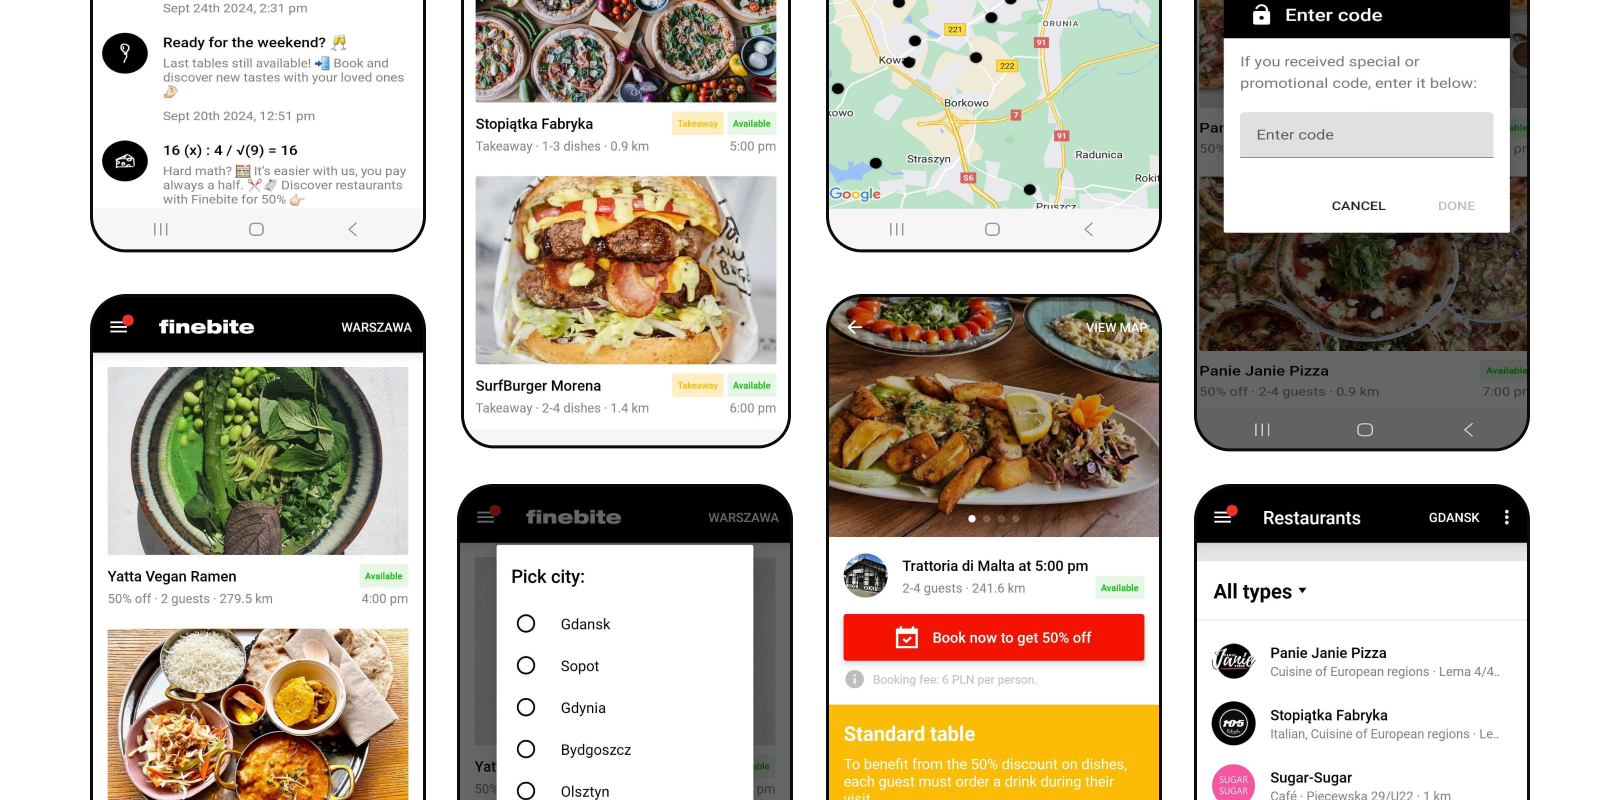 Sept 24th 2024, 2:31 pm
Ready for the weekend? 🥂
Last tables still available! 📲 Book and
discover new tastes with your loved ones
👌🏻
Sept 20th 2024, 12:51 pm
16 (x) : 4 / √(9) = 16
Hard math? 🧮 It's easier with us, you pay
always a half. ✂️🧾 Discover restaurants
with Finebite for 50% 👉🏻
finebite
WARSZAWA
Yatta Vegan Ramen
Available
50% off · 2 guests · 279.5 km
4:00 pm
Stopiątka Fabryka
Takeaway
Available
Takeaway · 1-3 dishes · 0.9 km
5:00 pm
SurfBurger Morena
Takeaway
Available
Takeaway · 2-4 dishes · 1.4 km
6:00 pm
finebite
WARSZAWA
Pick city:
Gdansk
Sopot
Gdynia
Bydgoszcz
Olsztyn
Yat
able
50%
pm
ORUNIA
221
91
Kowa
222
Borkowo
kowo
7
91
Straszyn
Radunica
S6
Rokit
Google
Pruszcz
VIEW MAP
Trattoria di Malta at 5:00 pm
2-4 guests · 241.6 km
Available
Book now to get 50% off
Booking fee: 6 PLN per person.
Standard table
To benefit from the 50% discount on dishes,
each guest must order a drink during their
visit.
Enter code
If you received special or
promotional code, enter it below:
Enter code
CANCEL
DONE
Pan
able
50%
pm
Panie Janie Pizza
Available
50% off · 2-4 guests · 0.9 km
7:00 pm
Restaurants
GDANSK
All types
Janie
Panie Janie Pizza
Cuisine of European regions · Lema 4/4..
105
Stopiątka Fabryka
Italian, Cuisine of European regions · Le..
SUGAR
SUGAR
Sugar-Sugar
Café · Piecewska 29/U22 · 1 km